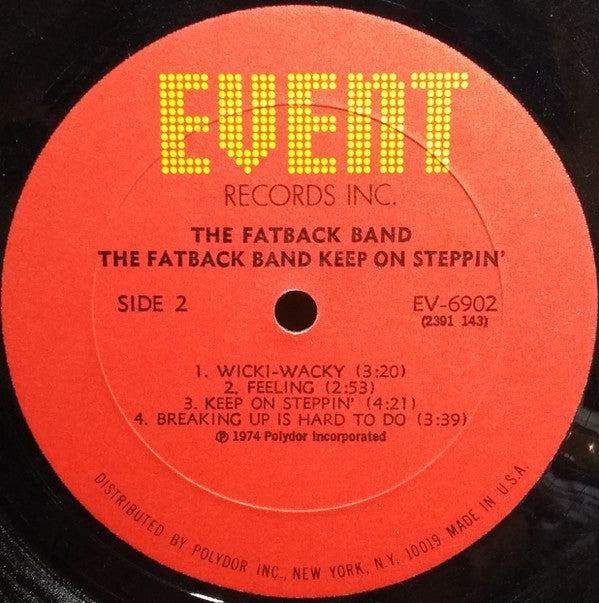 EVENT
RECORDS INC.
THE FATBACK BAND
THE FATBACK BAND KEEP ON STEPPIN'
SIDE 2
EV-6902
(2391 143)
1. WICKI-WACKY (3:20)
2. FEELING (2:53)
3. KEEP ON STEPPIN' (4:21)
4. BREAKING UP IS HARD TO DO (3:39)
℗ 1974 Polydor Incorporated
DISTRIBUTED BY POLYDOR INC., NEW YORK, N.Y. 10019 MADE IN U.S.A.